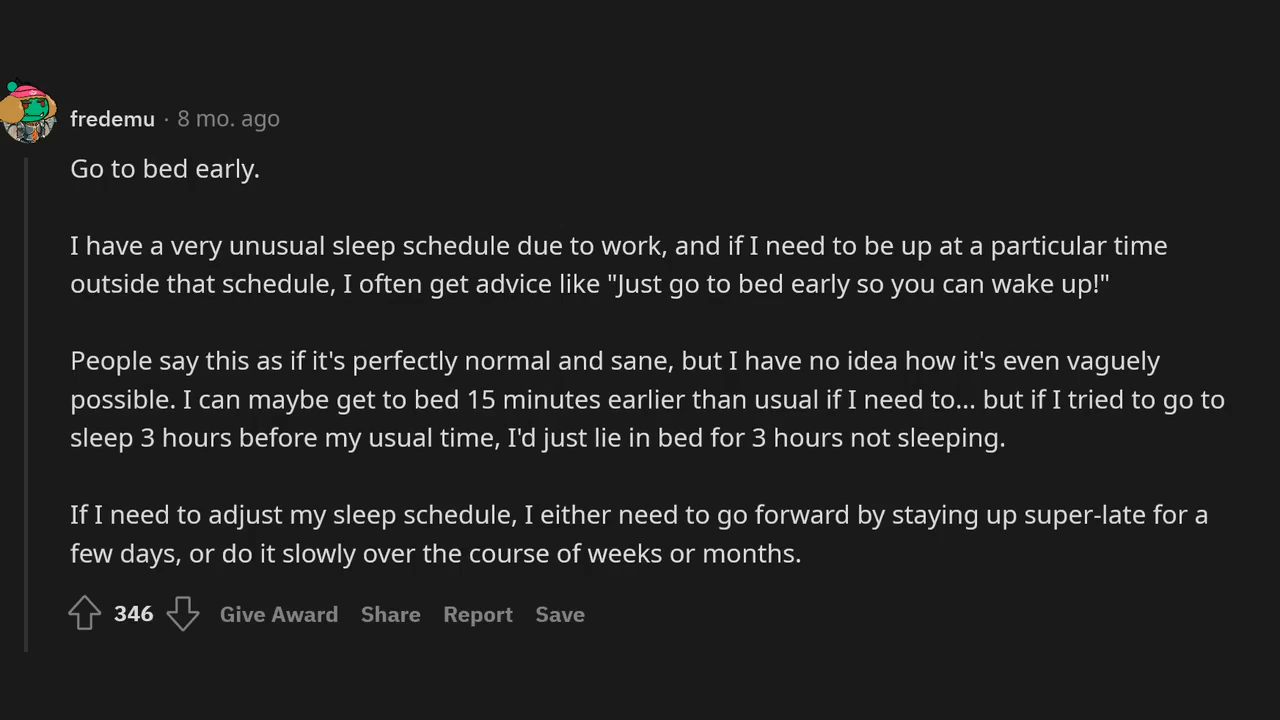 fredemu · 8 mo. ago
Go to bed early.
I have a very unusual sleep schedule due to work, and if I need to be up at a particular time
outside that schedule, I often get advice like "Just go to bed early so you can wake up!"
People say this as if it's perfectly normal and sane, but I have no idea how it's even vaguely
possible. I can maybe get to bed 15 minutes earlier than usual if I need to... but if I tried to go to
sleep 3 hours before my usual time, I'd just lie in bed for 3 hours not sleeping.
If I need to adjust my sleep schedule, I either need to go forward by staying up super-late for a
few days, or do it slowly over the course of weeks or months.
346 Give Award Share Report Save